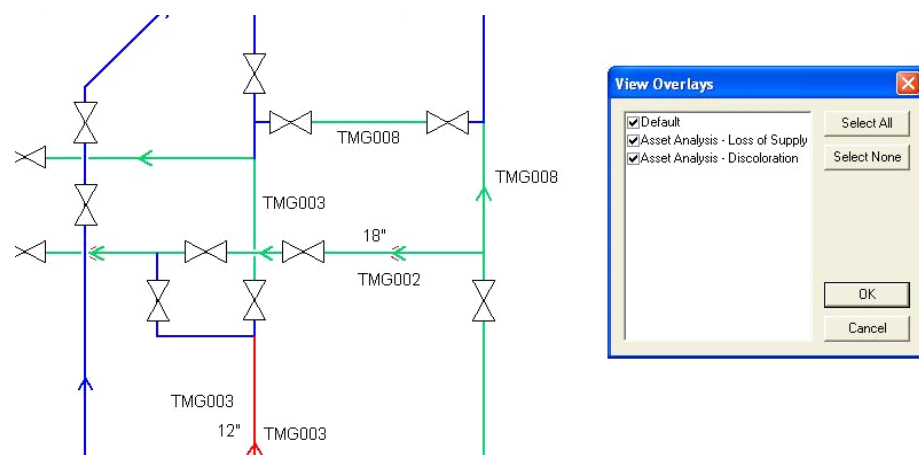 TMG008
TMG008
TMG003
18"
TMG002
TMG003
12"
TMG003
View Overlays
Default
Asset Analysis - Loss of Supply
Asset Analysis - Discoloration
Select All
Select None
OK
Cancel